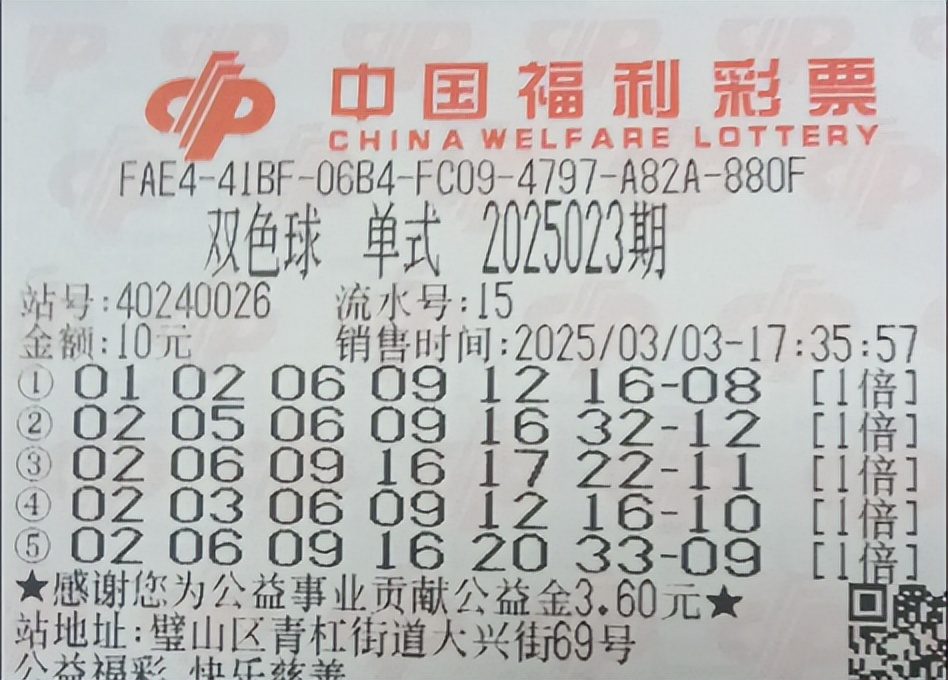 中国福利彩票
CHINA WELFARE LOTTERY
FAE4-41BF-06B4-FC09-4797-A82A-880F
双色球 单式 2025023期
站号:40240026 流水号:15
金额:10元 销售时间:2025/03/03-17:35:57
① 01 02 06 09 12 16-08 [1倍]
② 02 05 06 09 16 32-12 [1倍]
③ 02 06 09 16 17 22-11 [1倍]
④ 02 03 06 09 12 16-10 [1倍]
⑤ 02 06 09 16 20 33-09 [1倍]
★感谢您为公益事业贡献公益金3.60元★
站地址:璧山区青杠街道大兴街69号
公益福彩 快乐慈善